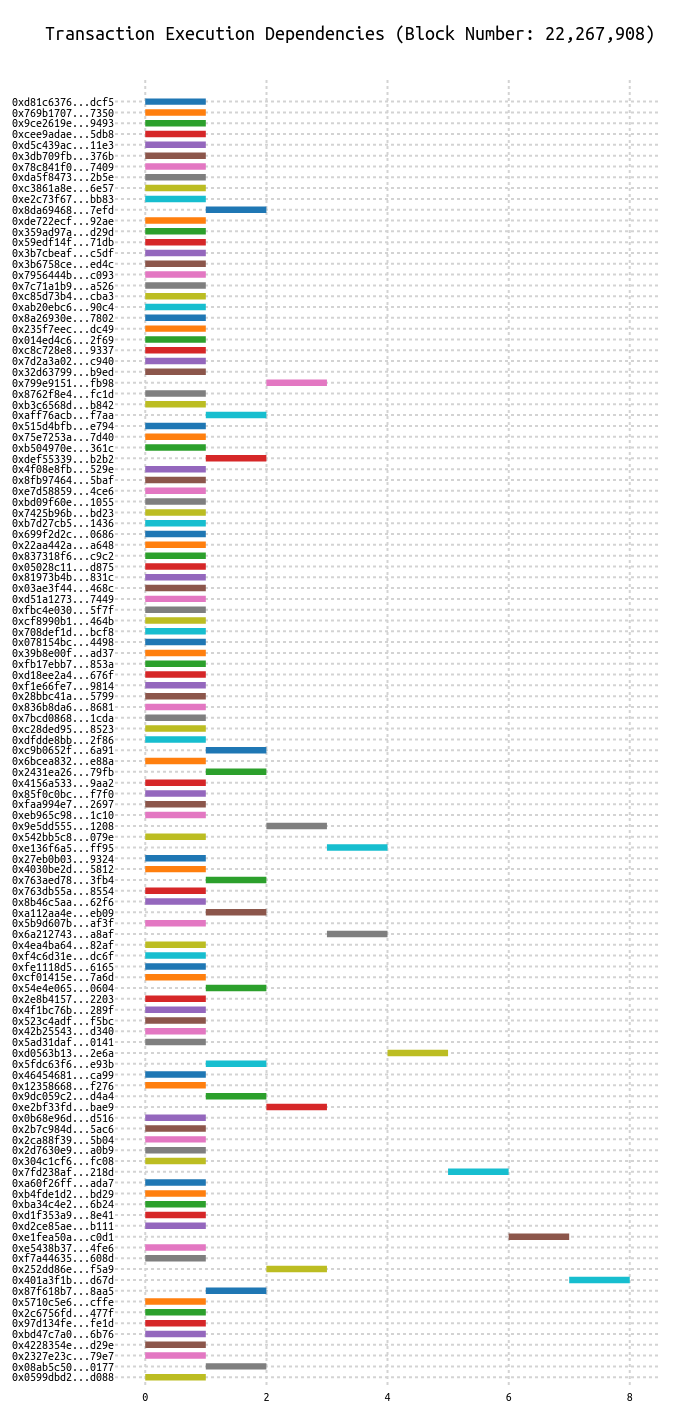 Transaction Execution Dependencies (Block Number: 22,267,908)
0xd81c6376...dcf5
0x769b1707...7350
0x9ce2619e...9493
0xcee9adae...5db8
0xd5c439ac...11e3
0x3db709fb...376b
0x78c841f0...7409
0xda5f8473...2b5e
0xc3861a8e...6e57
0xe2c73f67...bb83
0x8da69468...7efd
0xde722ecf...92ae
0x359ad97a...d29d
0x59edf14f...71db
0x3b7cbeaf...c5df
0x3b6758ce...ed4c
0x7956444b...c093
0x7c71a1b9...a526
0xc85d73b4...cba3
0xab20ebc6...90c4
0x8a26930e...7802
0x235f7eec...dc49
0x014ed4c6...2f69
0xc8c728e8...9337
0x7d2a3a02...c940
0x32d63799...b9ed
0x799e9151...fb98
0x8762f8e4...fc1d
0xb3c6568d...b842
0xaff76acb...f7aa
0x515d4bfb...e794
0x75e7253a...7d40
0xb504970e...361c
0xdef55339...b2b2
0x4f08e8fb...529e
0x8fb97464...5baf
0xe7d58859...4ce6
0xbd09f60e...1055
0x7425b96b...bd23
0xb7d27cb5...1436
0x699f2d2c...0686
0x22aa442a...a648
0x837318f6...c9c2
0x05028c11...d875
0x81973b4b...831c
0x03ae3f44...468c
0xd51a1273...7449
0xfbc4e030...5f7f
0xcf8990b1...464b
0x708def1d...bcf8
0x078154bc...4498
0x39b8e00f...ad37
0xfb17ebb7...853a
0xd18ee2a4...676f
0xf1e66fe7...9814
0x28bbc41a...5799
0x836b8da6...8681
0x7bcd0868...1cda
0xc28ded95...8523
0xdfdde8bb...2f86
0xc9b0652f...6a91
0x6bcea832...e88a
0x2431ea26...79fb
0x4156a533...9aa2
0x85f0c0bc...f7f0
0xfaa994e7...2697
0xeb965c98...1c10
0x9e5dd555...1208
0x542bb5c8...079e
0xe136f6a5...ff95
0x27eb0b03...9324
0x4030be2d...5812
0x763aed78...3fb4
0x763db55a...8554
0x8b46c5aa...62f6
0xa112aa4e...eb09
0x5b9d607b...af3f
0x6a212743...a8af
0x4ea4ba64...82af
0xf4c6d31e...dc6f
0xfe1118d5...6165
0xcf01415e...7a6d
0x54e4e065...0604
0x2e8b4157...2203
0x4f1bc76b...289f
0x523c4adf...f5bc
0x42b25543...d340
0x5ad31daf...0141
0xd0563b13...2e6a
0x5fdc63f6...e93b
0x46454681...ca99
0x12358668...f276
0x9dc059c2...d4a4
0xe2bf33fd...bae9
0x0b68e96d...d516
0x2b7c984d...5ac6
0x2ca88f39...5b04
0x2d7630e9...a0b9
0x304c1cf6...fc08
0x7fd238af...218d
0xa60f26ff...ada7
0xb4fde1d2...bd29
0xba34c4e2...6b24
0xd1f353a9...8e41
0xd2ce85ae...b111
0xe1fea50a...c0d1
0xe5438b37...4fe6
0xf7a44635...608d
0x252dd86e...f5a9
0x401a3f1b...d67d
0x87f618b7...8aa5
0x5710c5e6...cffe
0x2c6756fd...477f
0x97d134fe...fe1d
0xbd47c7a0...6b76
0x4228354e...d29e
0x2327e23c...79e7
0x08ab5c50...0177
0x0599dbd2...d088
0 2 4 6 8